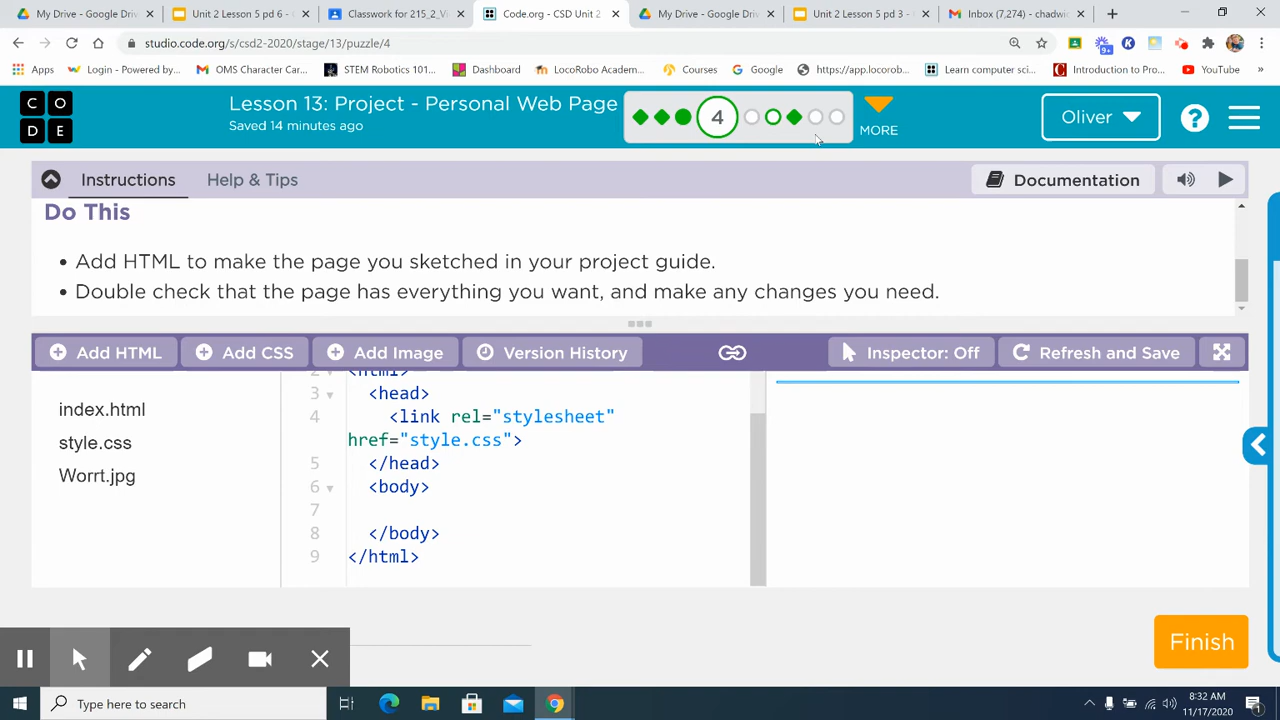 My Drive - Google Dri
Unit 2 Lesson 5 pd 6 -
Classwork for 215_2_Vi
Code.org - CSD Unit 2
My Drive - Google Dri
Unit 2 Lesson 5 pd 3 -
Inbox (7,274) - chadwic
studio.code.org/s/csd2-2020/stage/13/puzzle/4
9+
Apps
Login - Powered by...
OMS Character Car...
STEM Robotics 101...
Dashboard
LocoRobo Academ...
Courses
Google
https://app.locorob...
Learn computer sci...
Introduction to Pro...
YouTube
C O
D E
Lesson 13: Project - Personal Web Page
Saved 14 minutes ago
4
MORE
Oliver
?
Instructions
Help & Tips
Documentation
Do This
• Add HTML to make the page you sketched in your project guide.
• Double check that the page has everything you want, and make any changes you need.
Add HTML
Add CSS
Add Image
Version History
Inspector: Off
Refresh and Save
index.html
style.css
Worrt.jpg
2 <html>
3 <head>
4 <link rel="stylesheet"
href="style.css">
5 </head>
6 <body>
7
8 </body>
9 </html>
Finish
Type here to search
8:32 AM
11/17/2020
1